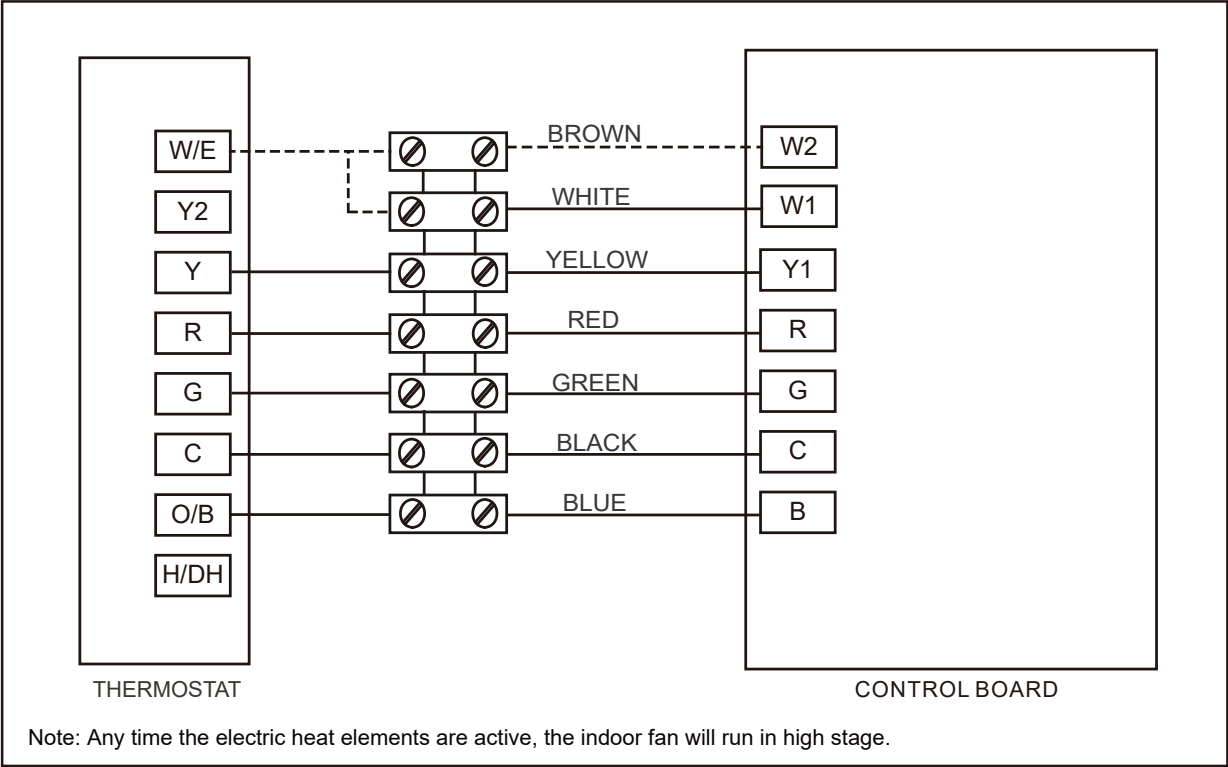 W/E
Y2
Y
R
G
C
O/B
H/DH
THERMOSTAT
BROWN
WHITE
YELLOW
RED
GREEN
BLACK
BLUE
W2
W1
Y1
R
G
C
B
CONTROL BOARD
Note: Any time the electric heat elements are active, the indoor fan will run in high stage.